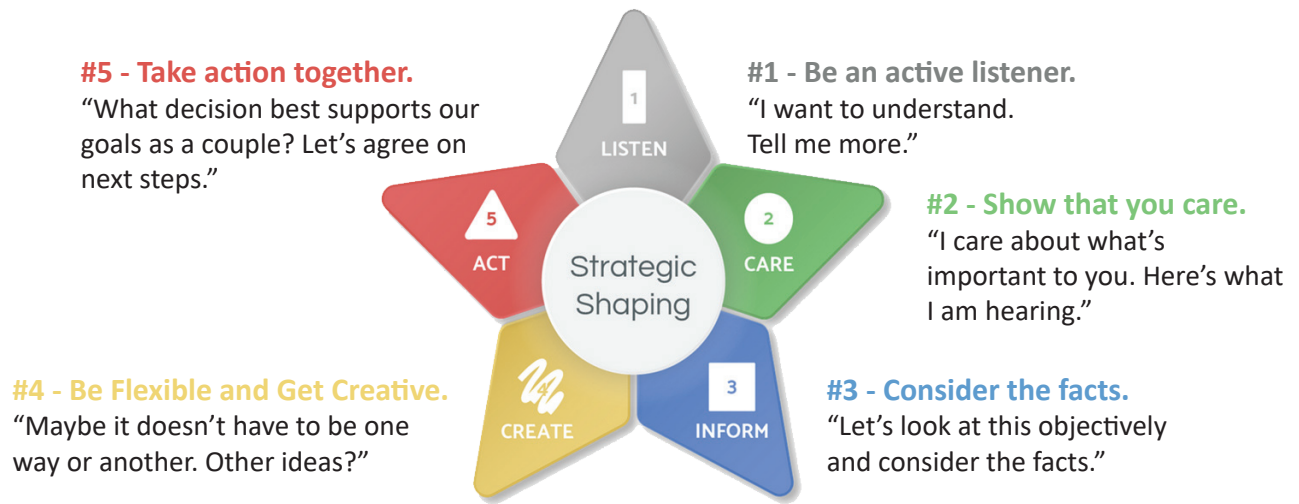 #1 - Be an active listener.
“I want to understand.
Tell me more.”
#2 - Show that you care.
“I care about what’s
important to you. Here’s what
I am hearing.”
#3 - Consider the facts.
“Let’s look at this objectively
and consider the facts.”
#4 - Be Flexible and Get Creative.
“Maybe it doesn’t have to be one
way or another. Other ideas?”
#5 - Take action together.
“What decision best supports our
goals as a couple? Let’s agree on
next steps.”
1
LISTEN
2
CARE
3
INFORM
4
CREATE
5
ACT
Strategic
Shaping